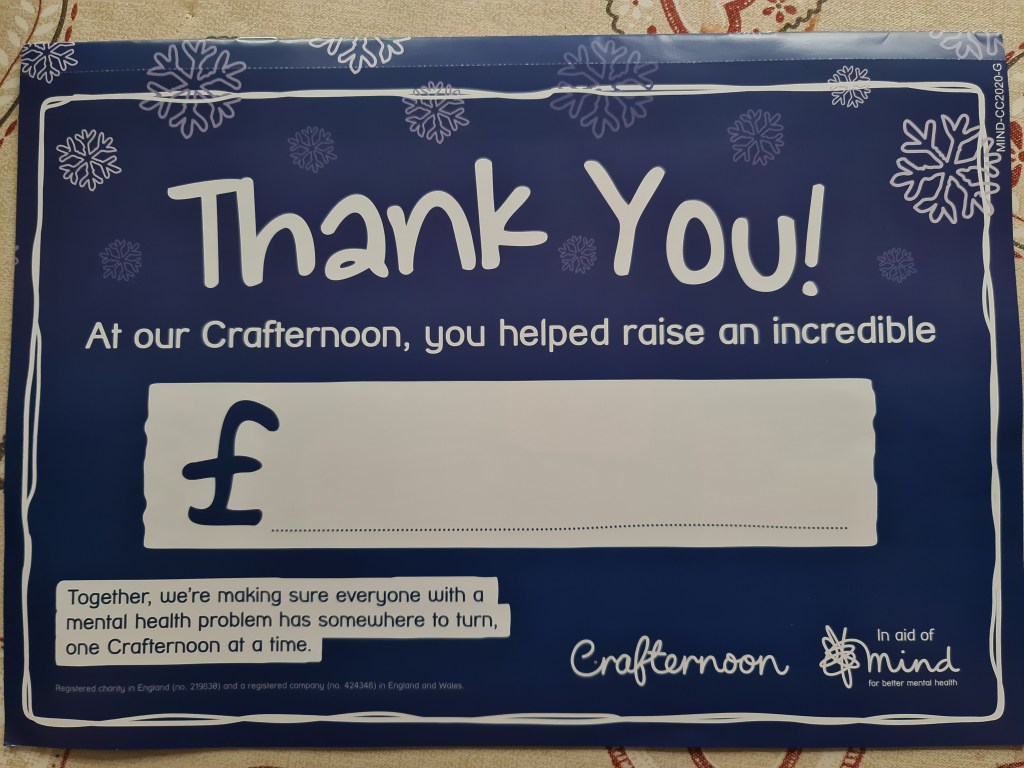 MIND-CC2020-G
Thank You!
At our Crafternoon, you helped raise an incredible
£
Together, we're making sure everyone with a
mental health problem has somewhere to turn,
one Crafternoon at a time.
Registered charity in England (no. 219830) and a registered company (no. 424348) in England and Wales.
Crafternoon
In aid of
mind
for better mental health